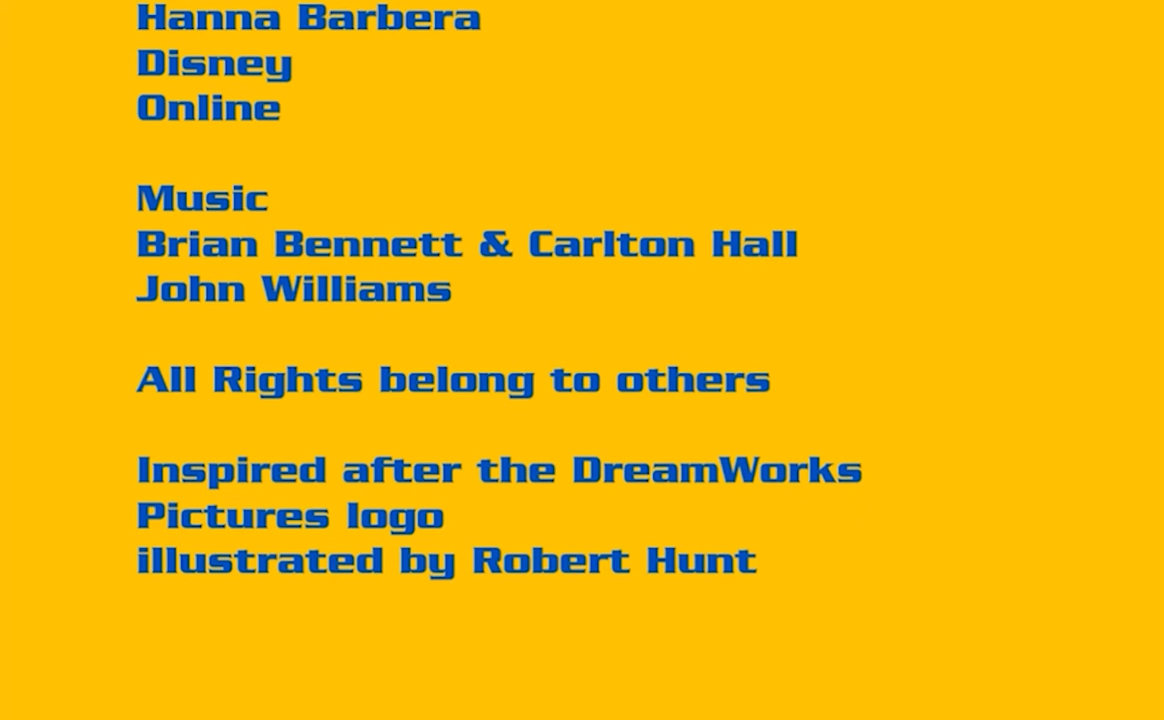 Hanna Barbera
Disney
Online
Music
Brian Bennett & Carlton Hall
John Williams
All Rights belong to others
Inspired after the DreamWorks
Pictures logo
illustrated by Robert Hunt